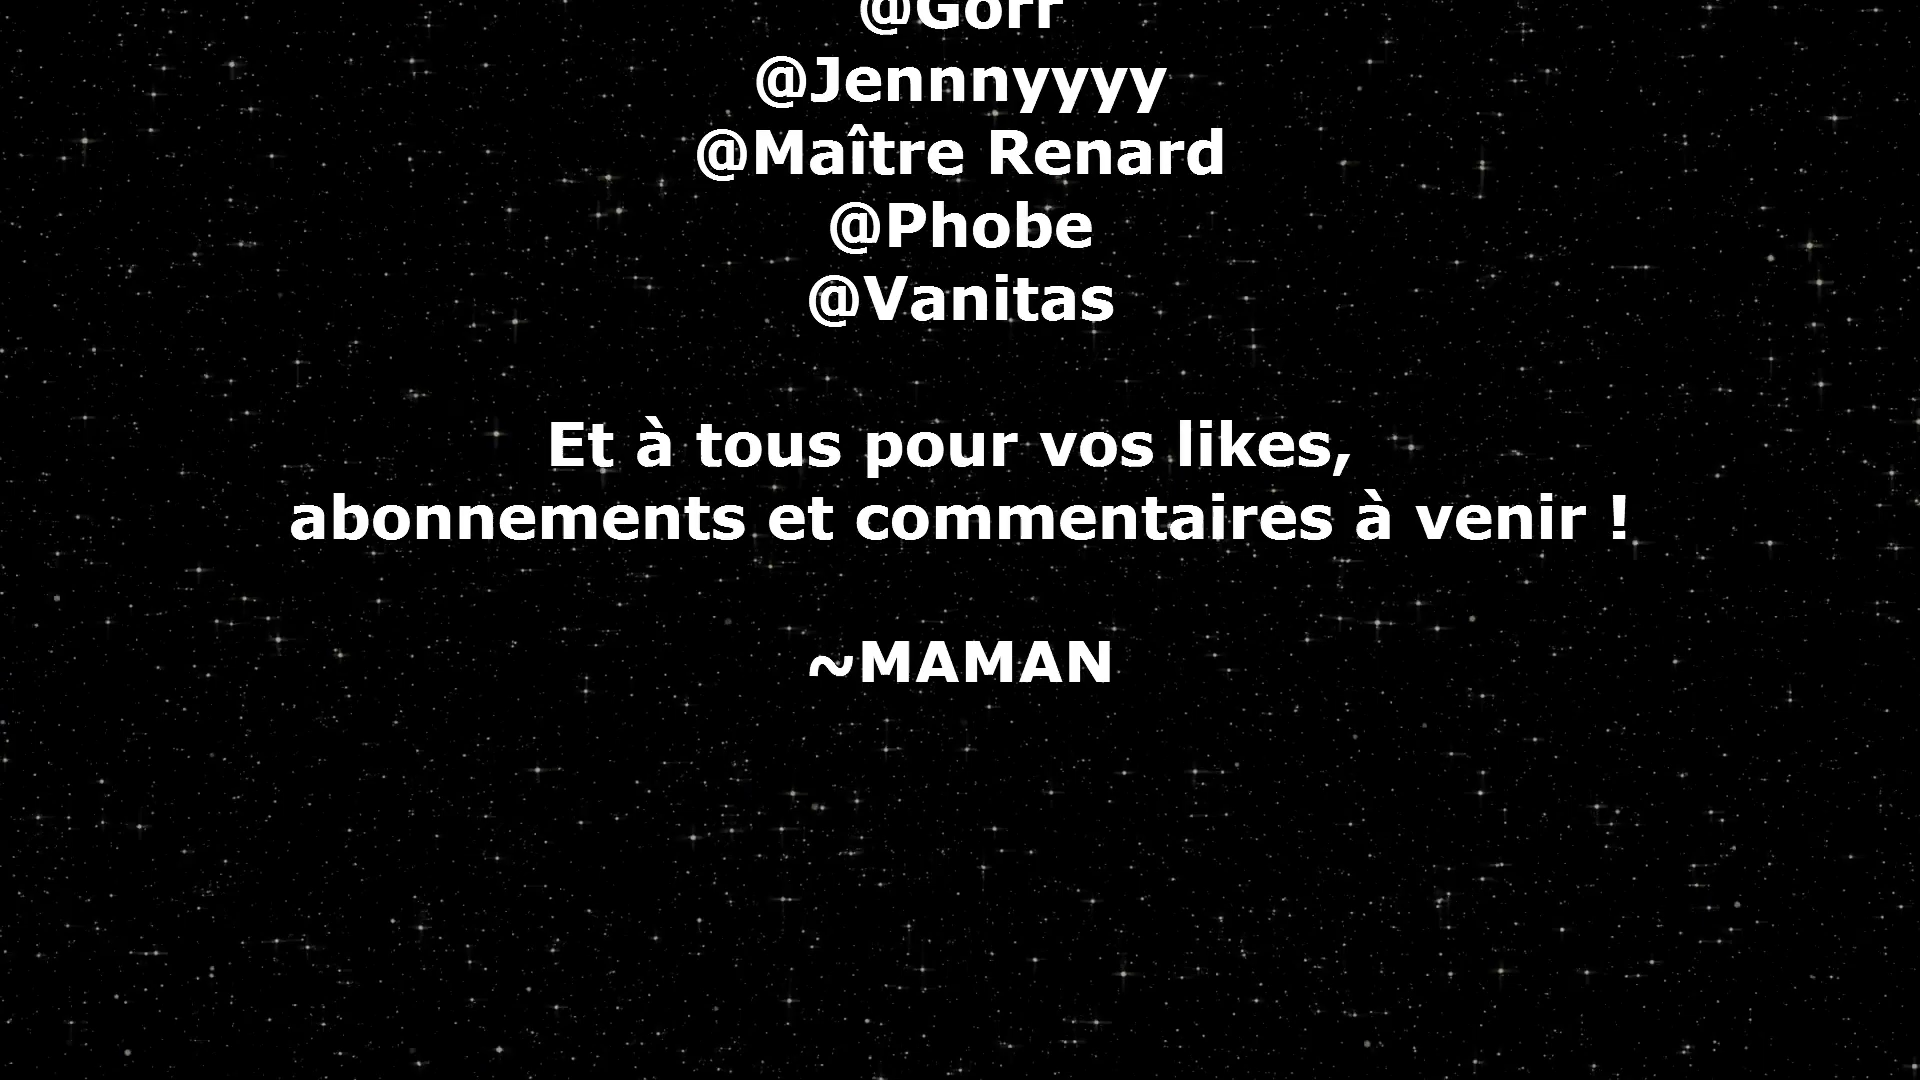 @Jennnyyyy
@Maître Renard
@Phobe
@Vanitas
Et à tous pour vos likes,
abonnements et commentaires à venir !
~MAMAN